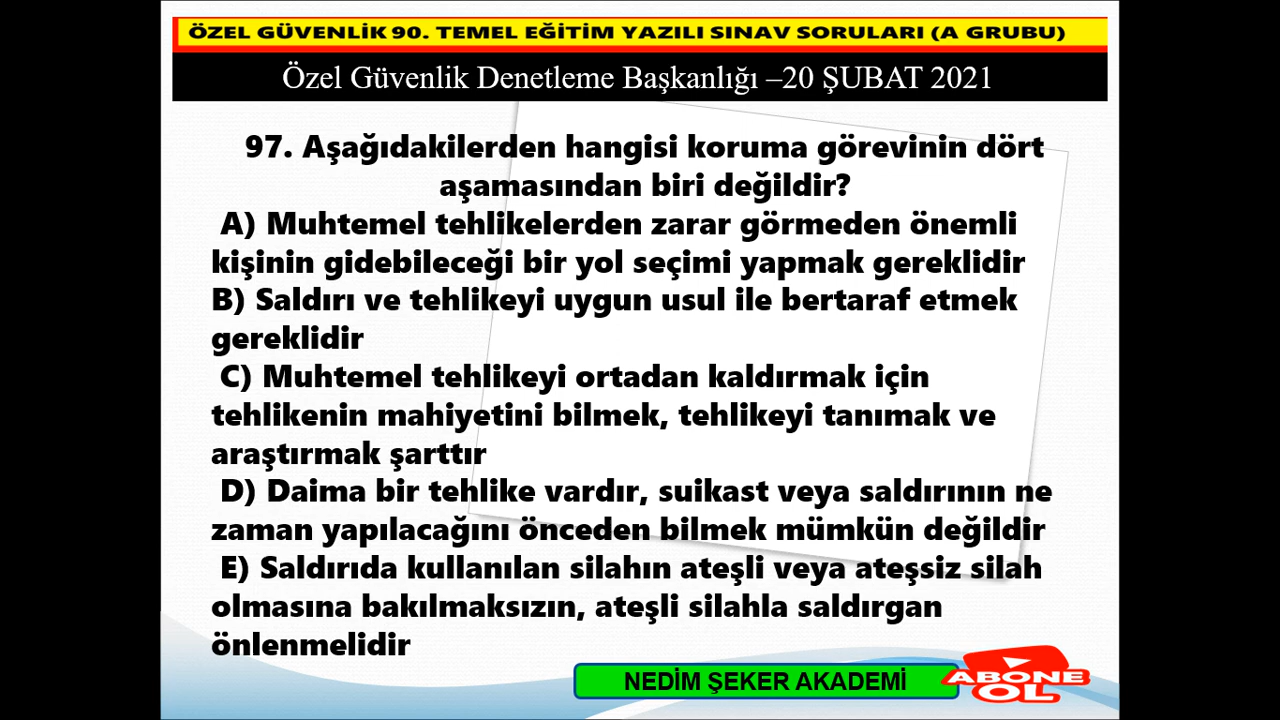 ÖZEL GÜVENLİK 90. TEMEL EĞİTİM YAZILI SINAV SORULARI (A GRUBU)
Özel Güvenlik Denetleme Başkanlığı –20 ŞUBAT 2021
97. Aşağıdakilerden hangisi koruma görevinin dört
aşamasından biri değildir?
A) Muhtemel tehlikelerden zarar görmeden önemli
kişinin gidebileceği bir yol seçimi yapmak gereklidir
B) Saldırı ve tehlikeyi uygun usul ile bertaraf etmek
gereklidir
C) Muhtemel tehlikeyi ortadan kaldırmak için
tehlikenin mahiyetini bilmek, tehlikeyi tanımak ve
araştırmak şarttır
D) Daima bir tehlike vardır, suikast veya saldırının ne
zaman yapılacağını önceden bilmek mümkün değildir
E) Saldırıda kullanılan silahın ateşli veya ateşsiz silah
olmasına bakılmaksızın, ateşli silahla saldırgan
önlenmelidir
NEDİM ŞEKER AKADEMİ
ABONE
OL